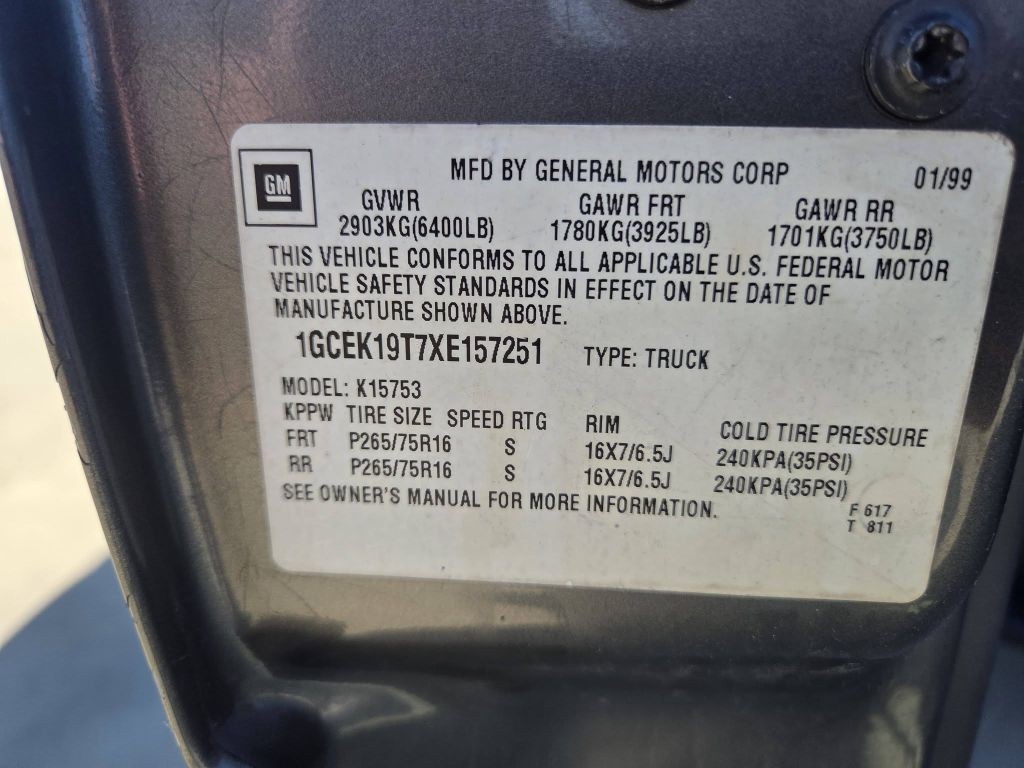 GM
MFD BY GENERAL MOTORS CORP 01/99
GVWR GAWR FRT GAWR RR
2903KG(6400LB) 1780KG(3925LB) 1701KG(3750LB)
THIS VEHICLE CONFORMS TO ALL APPLICABLE U.S. FEDERAL MOTOR
VEHICLE SAFETY STANDARDS IN EFFECT ON THE DATE OF
MANUFACTURE SHOWN ABOVE.
1GCEK19T7XE157251 TYPE: TRUCK
MODEL: K15753
KPPW TIRE SIZE SPEED RTG RIM COLD TIRE PRESSURE
FRT P265/75R16 S 16X7/6.5J 240KPA(35PSI)
RR P265/75R16 S 16X7/6.5J 240KPA(35PSI)
SEE OWNER'S MANUAL FOR MORE INFORMATION.
F 617
T 811